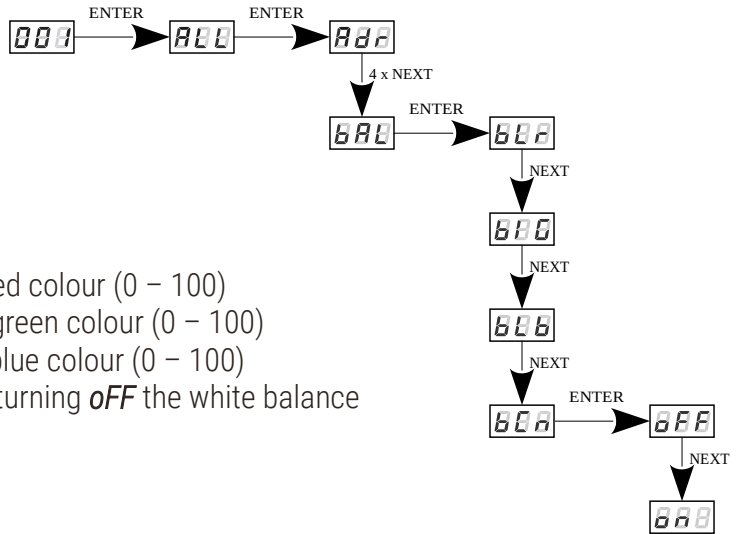 001 ENTER ALL ENTER Adr
4 x NEXT
bAL ENTER bLr
NEXT
blG
NEXT
bLb
NEXT
bCn ENTER oFF
NEXT
on
ed colour (0 – 100)
green colour (0 – 100)
blue colour (0 – 100)
turning oFF the white balance